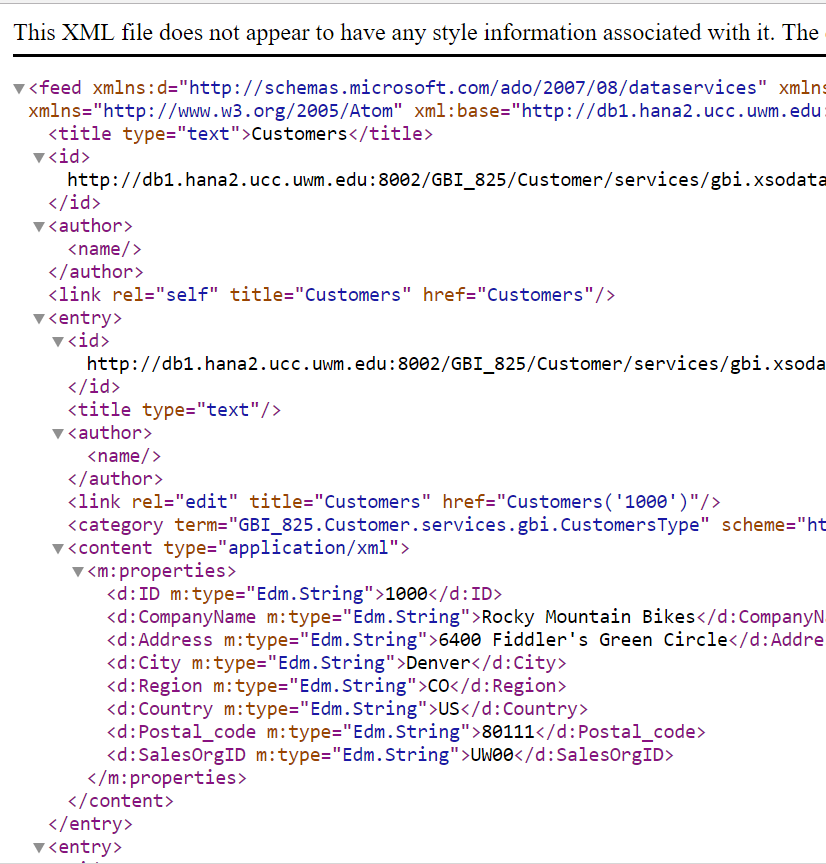 This XML file does not appear to have any style information associated with it. The
<feed xmlns:d="http://schemas.microsoft.com/ado/2007/08/dataservices" xmlns
xmlns="http://www.w3.org/2005/Atom" xml:base="http://db1.hana2.ucc.uwm.edu:
<title type="text">Customers</title>
<id>
http://db1.hana2.ucc.uwm.edu:8002/GBI_825/Customer/services/gbi.xsodata
</id>
<author>
<name/>
</author>
<link rel="self" title="Customers" href="Customers"/>
<entry>
<id>
http://db1.hana2.ucc.uwm.edu:8002/GBI_825/Customer/services/gbi.xsoda
</id>
<title type="text"/>
<author>
<name/>
</author>
<link rel="edit" title="Customers" href="Customers('1000')"/>
<category term="GBI_825.Customer.services.gbi.CustomersType" scheme="ht
<content type="application/xml">
<m:properties>
<d:ID m:type="Edm.String">1000</d:ID>
<d:CompanyName m:type="Edm.String">Rocky Mountain Bikes</d:CompanyN
<d:Address m:type="Edm.String">6400 Fiddler's Green Circle</d:Addre
<d:City m:type="Edm.String">Denver</d:City>
<d:Region m:type="Edm.String">CO</d:Region>
<d:Country m:type="Edm.String">US</d:Country>
<d:Postal_code m:type="Edm.String">80111</d:Postal_code>
<d:SalesOrgID m:type="Edm.String">UW00</d:SalesOrgID>
</m:properties>
</content>
</entry>
<entry>